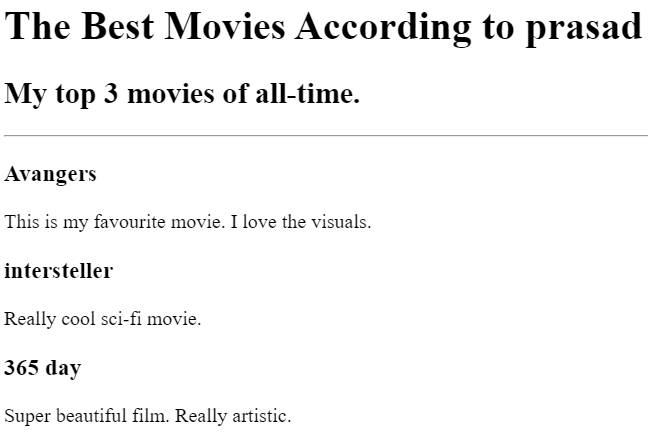 The Best Movies According to prasad
My top 3 movies of all-time.
Avangers
This is my favourite movie. I love the visuals.
intersteller
Really cool sci-fi movie.
365 day
Super beautiful film. Really artistic.